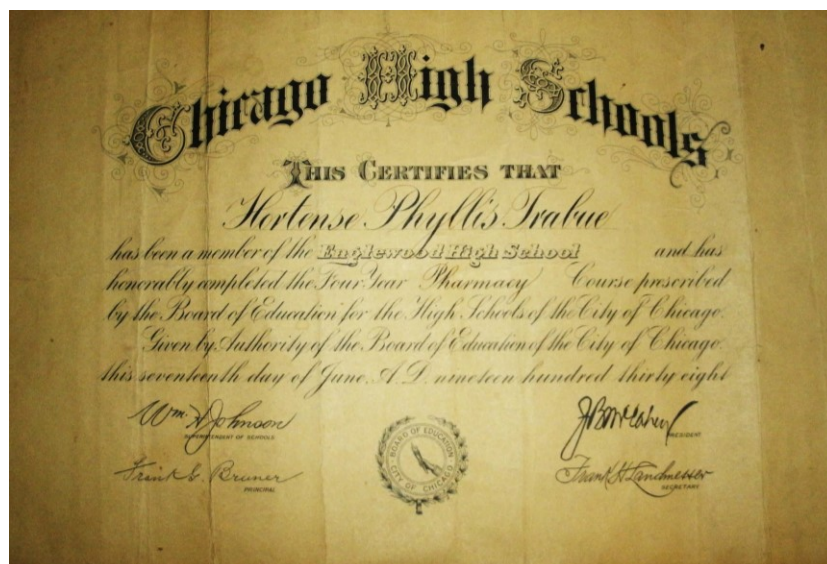 Chicago High Schools
THIS CERTIFIES THAT
Hortense Phyllis Trabue
has been a member of the Englewood High School and has
honorably completed the Four Year Pharmacy Course prescribed
by the Board of Education for the High Schools of the City of Chicago.
Given by Authority of the Board of Education of the City of Chicago
this seventeenth day of June, A.D. nineteen hundred thirty eight
Wm. H Johnson
SUPERINTENDENT OF SCHOOLS
PRESIDENT
BOARD OF EDUCATION
CITY OF CHICAGO
Bruner
PRINCIPAL
Frank H Landmesser
SECRETARY